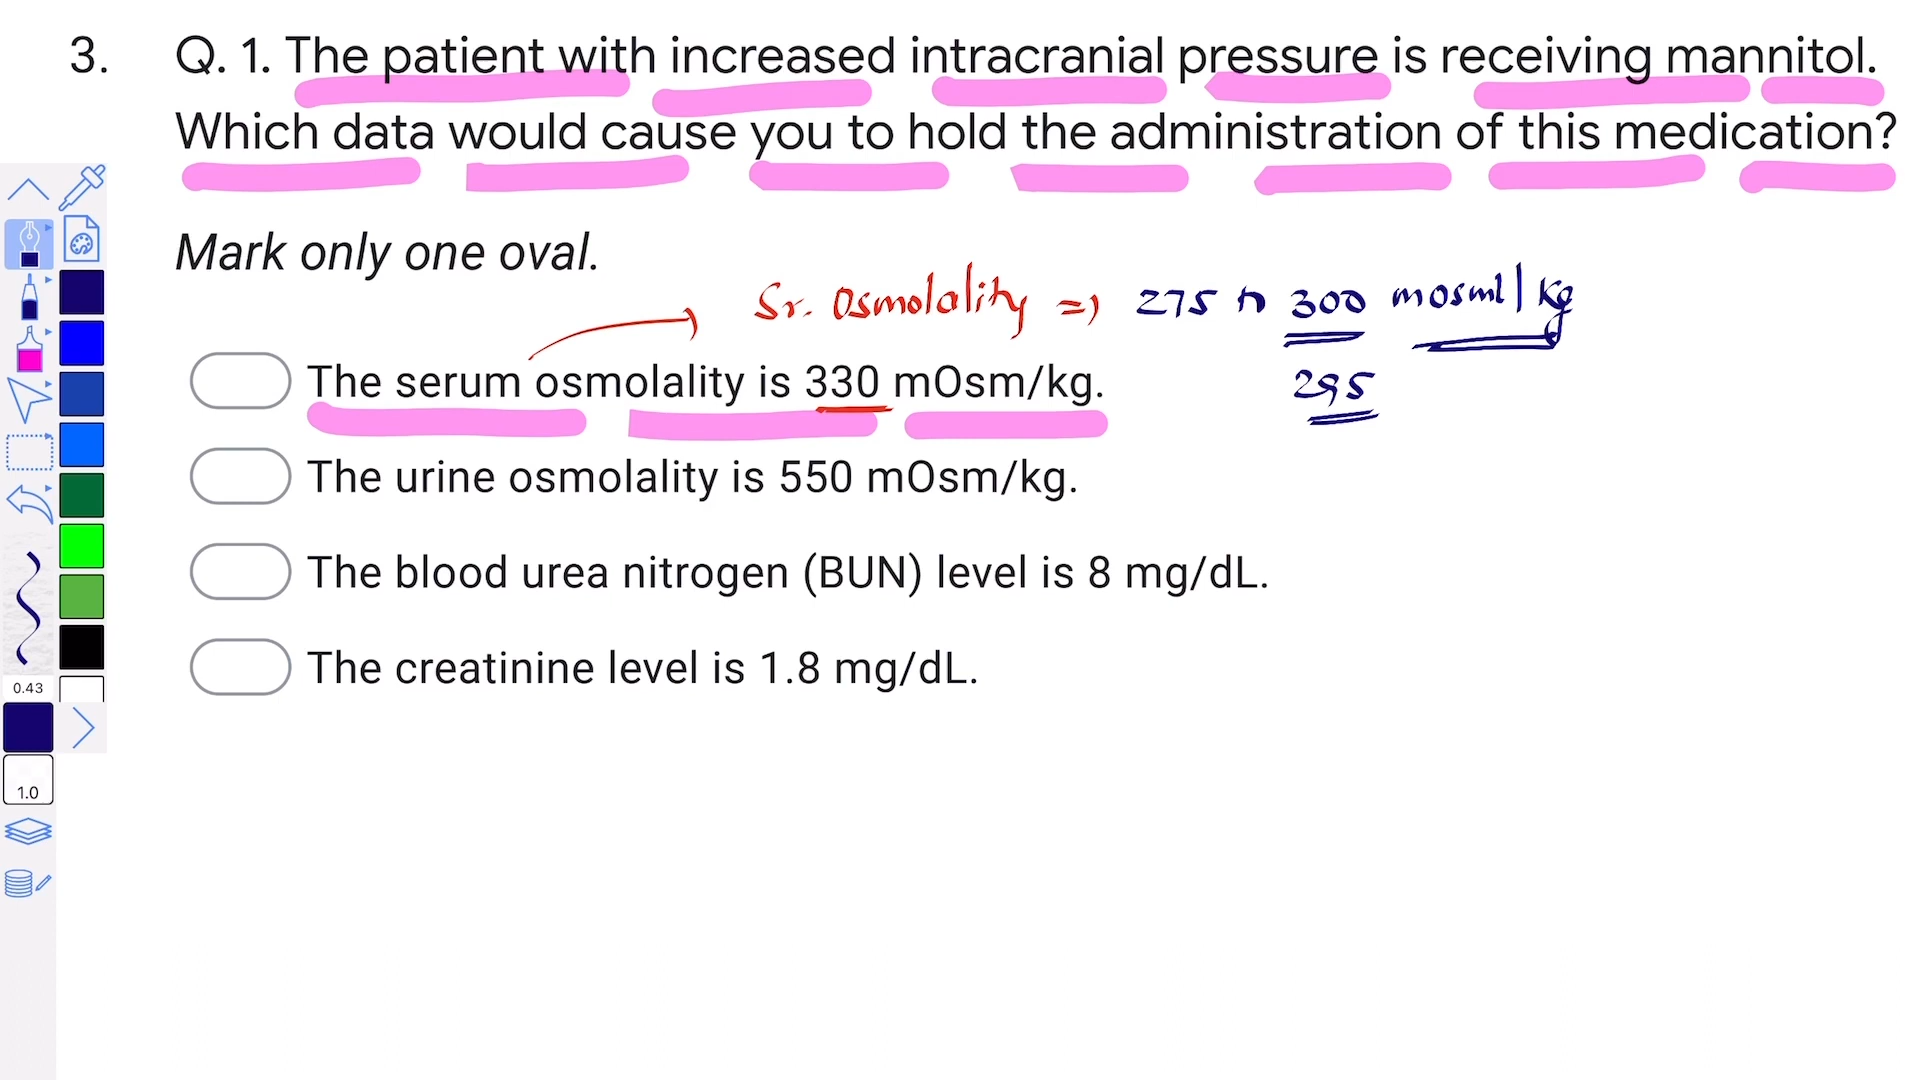 3. Q. 1. The patient with increased intracranial pressure is receiving mannitol.
Which data would cause you to hold the administration of this medication?
Mark only one oval.
Sr. Osmolality => 275 n 300 mosml | kg
295
The serum osmolality is 330 mOsm/kg.
The urine osmolality is 550 mOsm/kg.
The blood urea nitrogen (BUN) level is 8 mg/dL.
The creatinine level is 1.8 mg/dL.
0.43
1.0